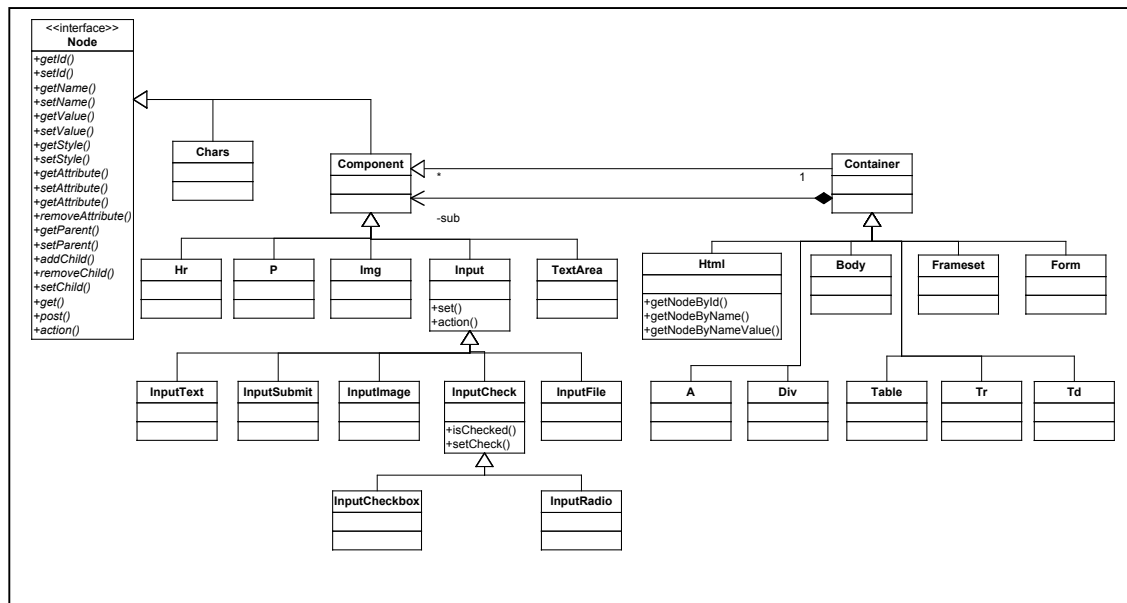 <<interface>>
Node
+getId()
+setId()
+getName()
+setName()
+getValue()
+setValue()
+getStyle()
+setStyle()
+getAttribute()
+setAttribute()
+getAttribute()
+removeAttribute()
+getParent()
+setParent()
+addChild()
+removeChild()
+setChild()
+get()
+post()
+action()
Chars
Component
Container
*
1
-sub
Hr
P
Img
Input
+set()
+action()
TextArea
Html
+getNodeById()
+getNodeByName()
+getNodeByNameValue()
Body
Frameset
Form
InputText
InputSubmit
InputImage
InputCheck
+isChecked()
+setCheck()
InputFile
A
Div
Table
Tr
Td
InputCheckbox
InputRadio